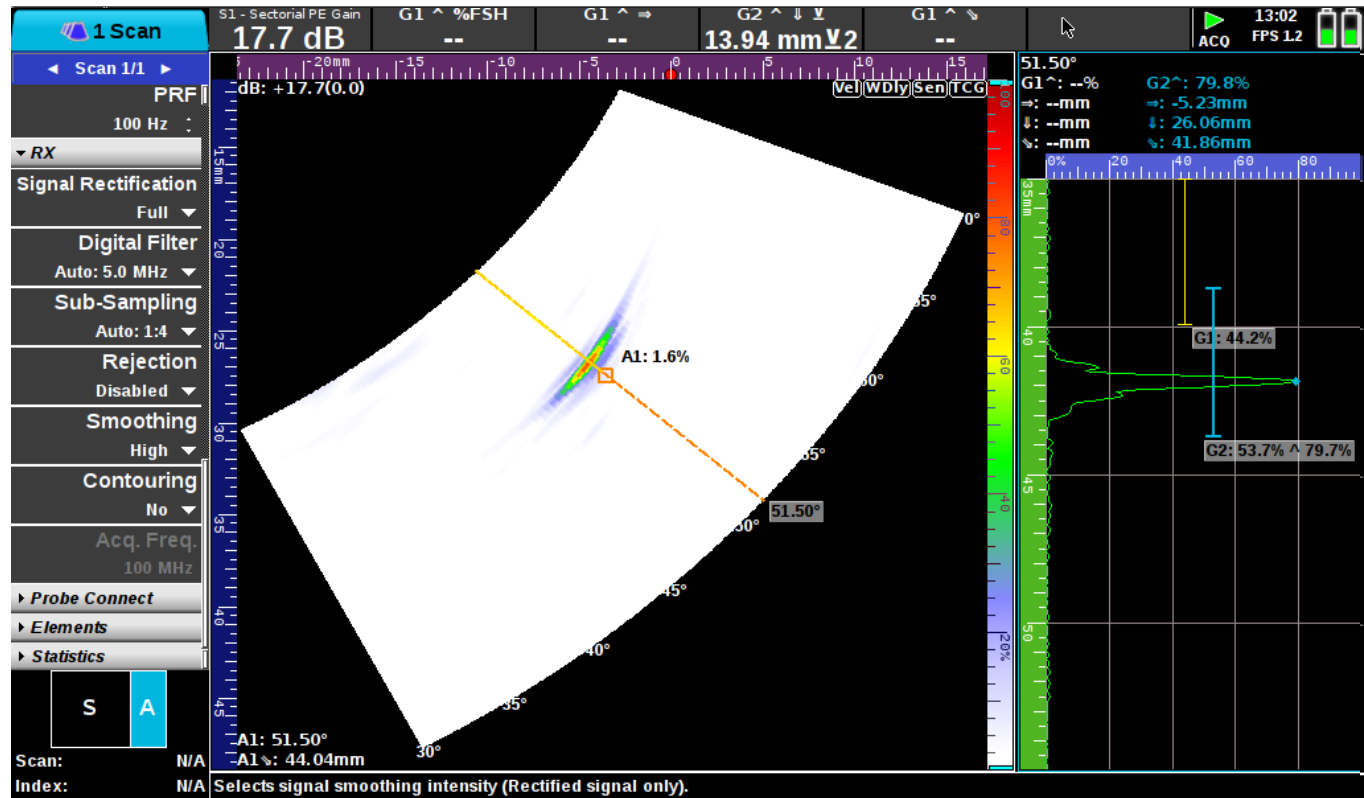 1 Scan
S1 - Sectorial PE Gain
17.7 dB
G1 ^ %FSH
--
G1 ^ ⇒
--
G2 ^ ⇓ ⊻
13.94 mm⊻2
G1 ^ ⇘
--
ACQ
13:02
FPS 1.2
◄ Scan 1/1 ►
PRF
100 Hz
RX
Signal Rectification
Full
Digital Filter
Auto: 5.0 MHz
Sub-Sampling
Auto: 1:4
Rejection
Disabled
Smoothing
High
Contouring
No
Acq. Freq.
100 MHz
Probe Connect
Elements
Statistics
S
A
Scan: N/A
Index: N/A
-20mm -15 -10 -5 0 5 10 15
dB: +17.7(0.0)
Vel WDly Sen TCG
15mm
20
25
30
35
40
45
A1: 1.6%
51.50°
45°
40°
35°
30°
A1: 51.50°
A1⇘: 44.04mm
100
80
60
40
20%
51.50°
G1^: --% G2^: 79.8%
⇒: --mm ⇒: -5.23mm
⇓: --mm ⇓: 26.06mm
⇘: --mm ⇘: 41.86mm
0% 20 40 60 80
35mm
40
45
50
G1: 44.2%
G2: 53.7% ^ 79.7%
Selects signal smoothing intensity (Rectified signal only).